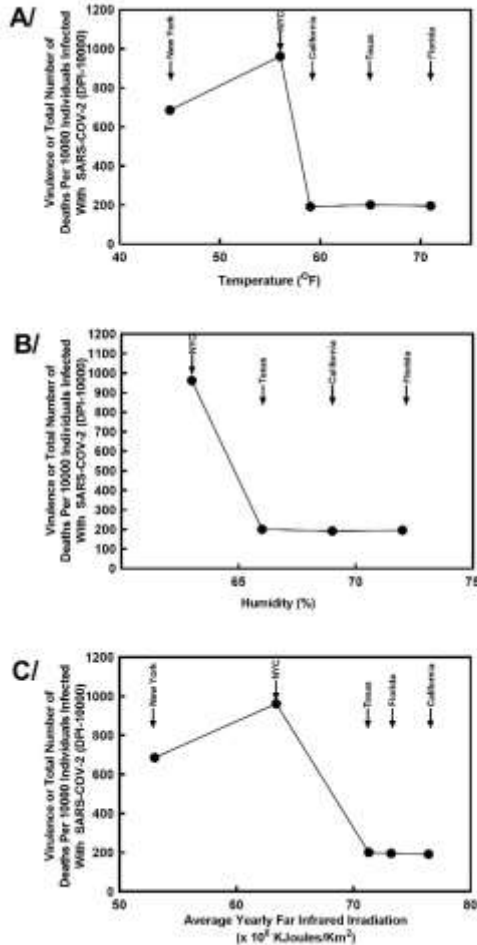 A/
Virulence or Total Number of
Deaths Per 10000 Individuals Infected
With SARS-COV-2 (DPI-10000)
1200
1000
800
600
400
200
0
New York
NYC
California
Texas
Florida
40 50 60 70
Temperature (OF)
B/
Virulence or Total Number of
Deaths Per 10000 Individuals Infected
With SARS-COV-2 (DPI-10000)
1200
1100
1000
900
800
700
600
500
400
300
200
100
0
NYC
Texas
California
Florida
65 70 75
Humidity (%)
C/
Virulence or Total Number of
Deaths Per 10000 Individuals Infected
With SARS-COV-2 (DPI-10000)
1200
1000
800
600
400
200
0
New York
NYC
Texas
Florida
California
50 60 70 80
Average Yearly Far Infrared Irradiation
KJoules/Km2)